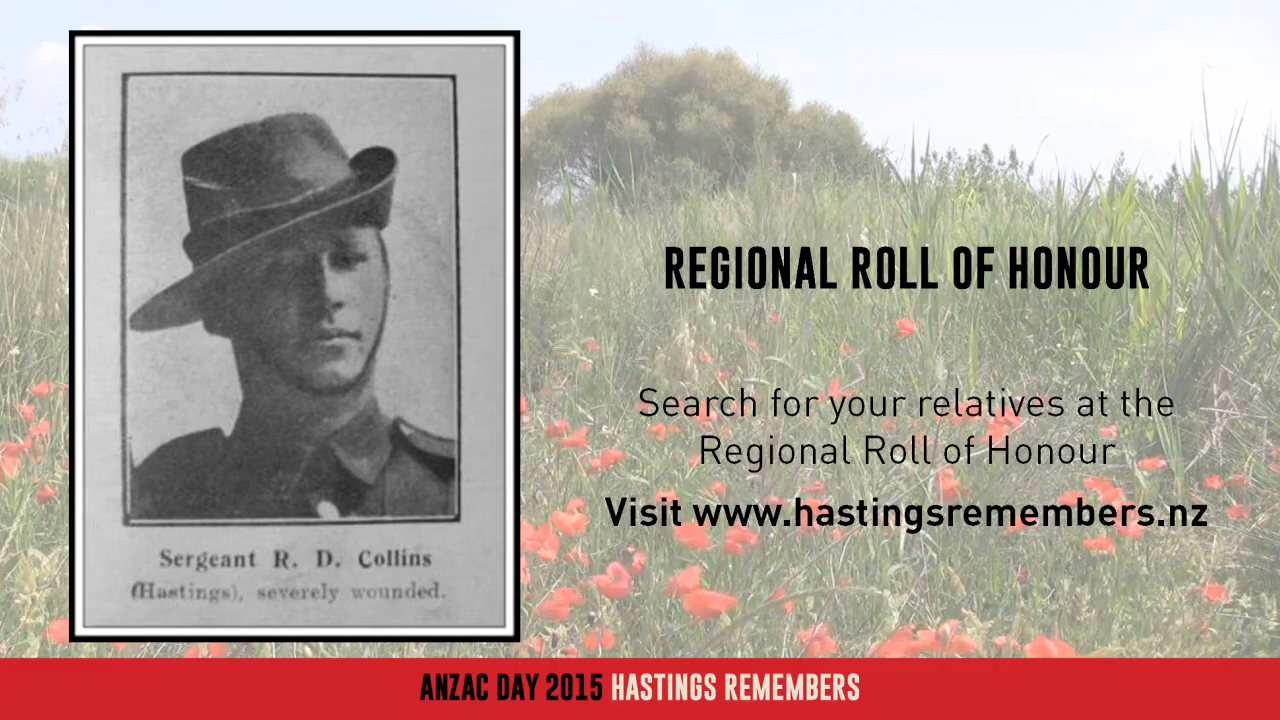 Sergeant R. D. Collins
(Hastings), severely wounded.
REGIONAL ROLL OF HONOUR
Search for your relatives at the
Regional Roll of Honour
Visit www.hastingsremembers.nz
ANZAC DAY 2015 HASTINGS REMEMBERS